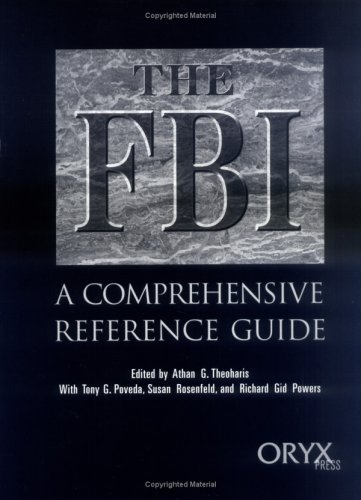 Copyrighted Material
THE
FBI
A COMPREHENSIVE
REFERENCE GUIDE
Edited by Athan G. Theoharis
With Tony G. Poveda, Susan Rosenfeld, and Richard Gid Powers
ORYX
PRESS
Copyrighted Material